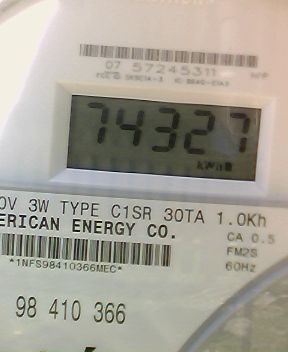 07 57245311
74327
kWh
0V 3W TYPE C1SR 30TA 1.0Kh
ERICAN ENERGY CO.
CA 0.5
FM2S
*1NFS98410366MEC*
60Hz
98 410 366